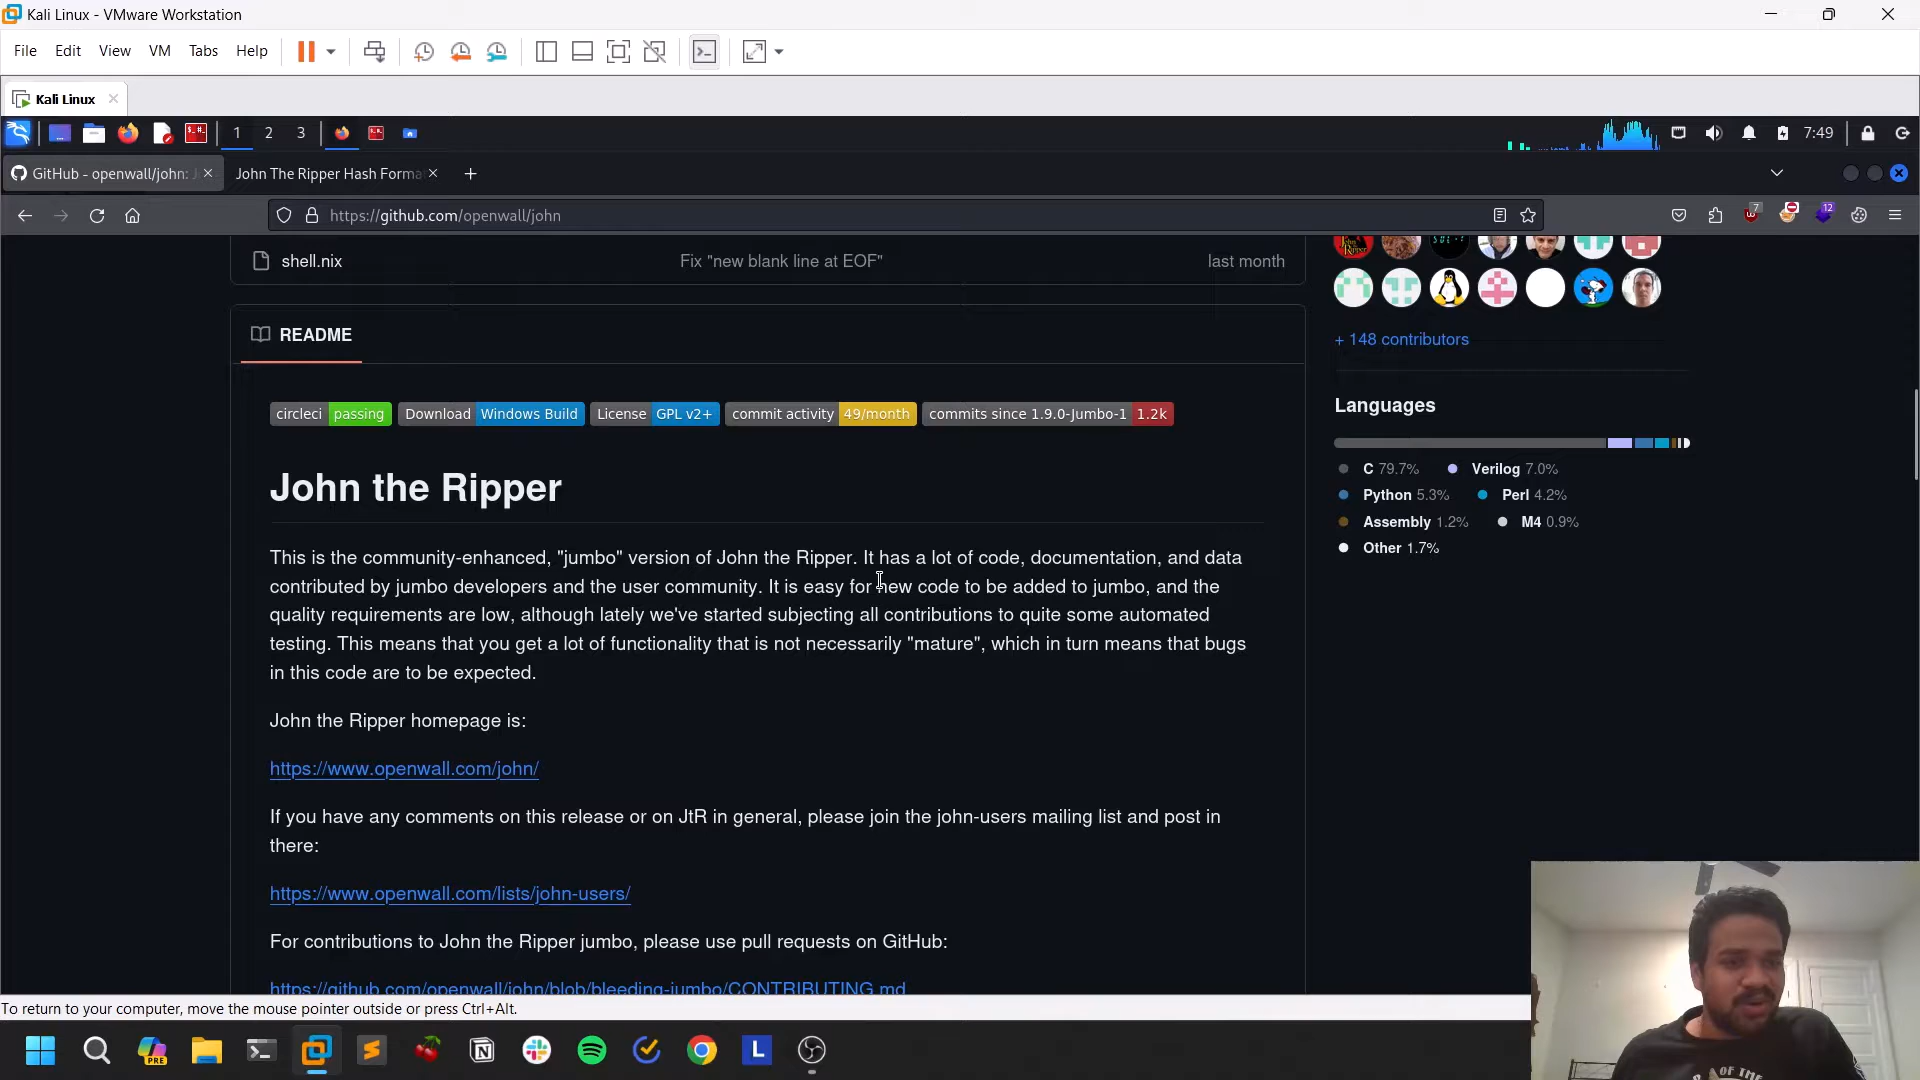 Kali Linux - VMware Workstation
File Edit View VM Tabs Help
Kali Linux
1 2 3 7:49
GitHub - openwall/john: J John The Ripper Hash Forma
https://github.com/openwall/john 7 12
shell.nix Fix "new blank line at EOF" last month
+ 148 contributors
README
Languages
circleci passing Download Windows Build License GPL v2+ commit activity 49/month commits since 1.9.0-Jumbo-1 1.2k
C 79.7% Verilog 7.0%
Python 5.3% Perl 4.2%
Assembly 1.2% M4 0.9%
Other 1.7%
John the Ripper
This is the community-enhanced, "jumbo" version of John the Ripper. It has a lot of code, documentation, and data
contributed by jumbo developers and the user community. It is easy for new code to be added to jumbo, and the
quality requirements are low, although lately we've started subjecting all contributions to quite some automated
testing. This means that you get a lot of functionality that is not necessarily "mature", which in turn means that bugs
in this code are to be expected.
John the Ripper homepage is:
https://www.openwall.com/john/
If you have any comments on this release or on JtR in general, please join the john-users mailing list and post in
there:
https://www.openwall.com/lists/john-users/
For contributions to John the Ripper jumbo, please use pull requests on GitHub:
https://github.com/openwall/john/blob/bleeding-jumbo/CONTRIBUTING.md
To return to your computer, move the mouse pointer outside or press Ctrl+Alt.
PRE
L
OF THE